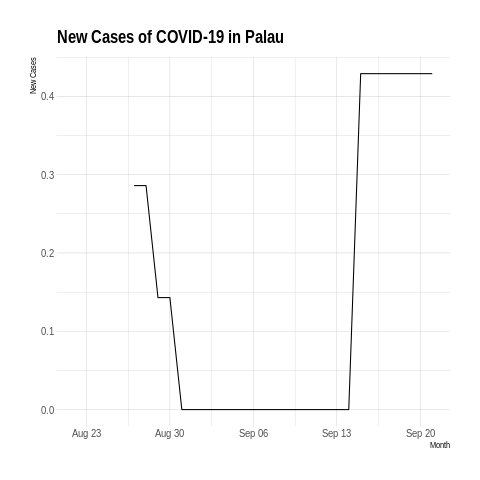 New Cases of COVID-19 in Palau
New Cases
0.4
0.3
0.2
0.1
0.0
Aug 23 Aug 30 Sep 06 Sep 13 Sep 20
Month